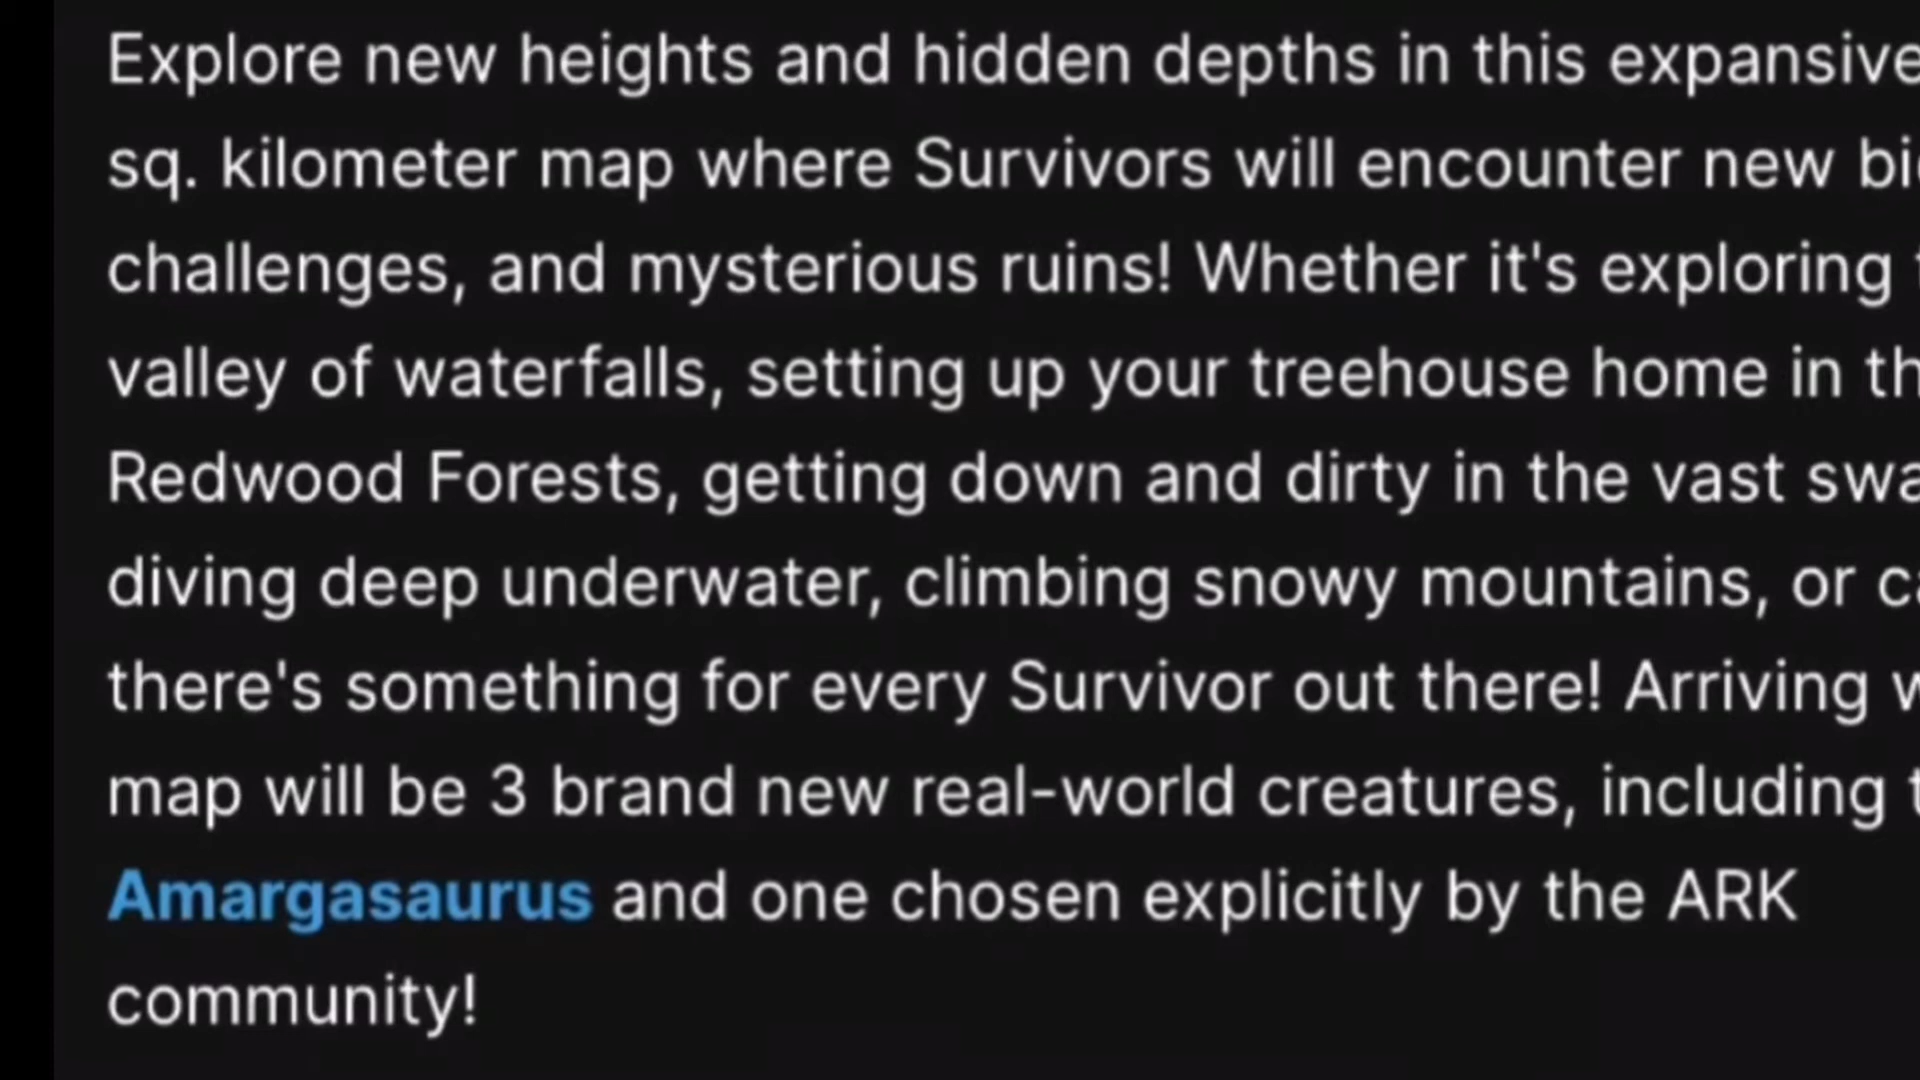 Explore new heights and hidden depths in this expansive
sq. kilometer map where Survivors will encounter new
challenges, and mysterious ruins! Whether it's exploring
valley of waterfalls, setting up your treehouse home in
Redwood Forests, getting down and dirty in the vast
diving deep underwater, climbing snowy mountains, or
there's something for every Survivor out there! Arriving
map will be 3 brand new real-world creatures, including
Amargasaurus and one chosen explicitly by the ARK
community!